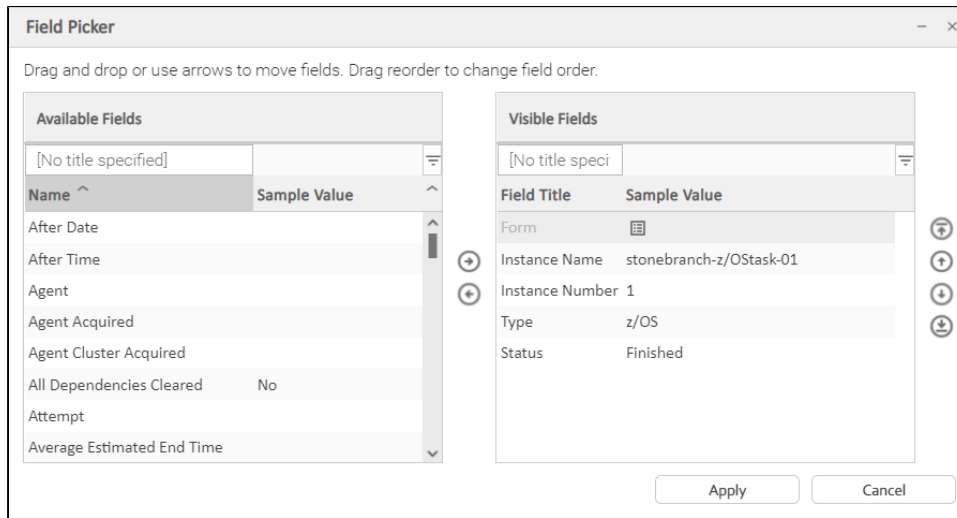 Field Picker
Drag and drop or use arrows to move fields. Drag reorder to change field order.
Available Fields
[No title specified]
Name Sample Value
After Date
After Time
Agent
Agent Acquired
Agent Cluster Acquired
All Dependencies Cleared No
Attempt
Average Estimated End Time
Visible Fields
[No title speci
Field Title Sample Value
Form
Instance Name stonebranch-z/OStask-01
Instance Number 1
Type z/OS
Status Finished
Apply Cancel